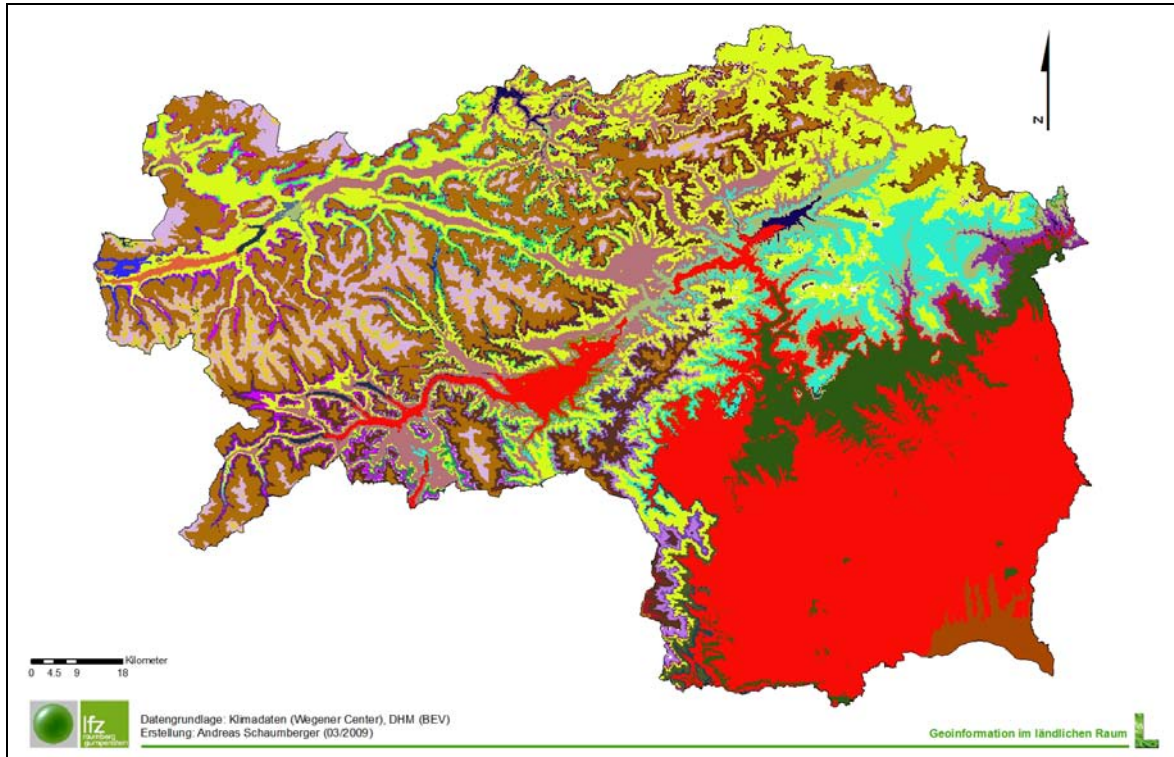 N
Kilometer
0 4.5 9 18
lfz
raumberg
gumpenstein
Datengrundlage: Klimadaten (Wegener Center), DHM (BEV)
Erstellung: Andreas Schaumberger (03/2009)
Geoinformation im ländlichen Raum
L